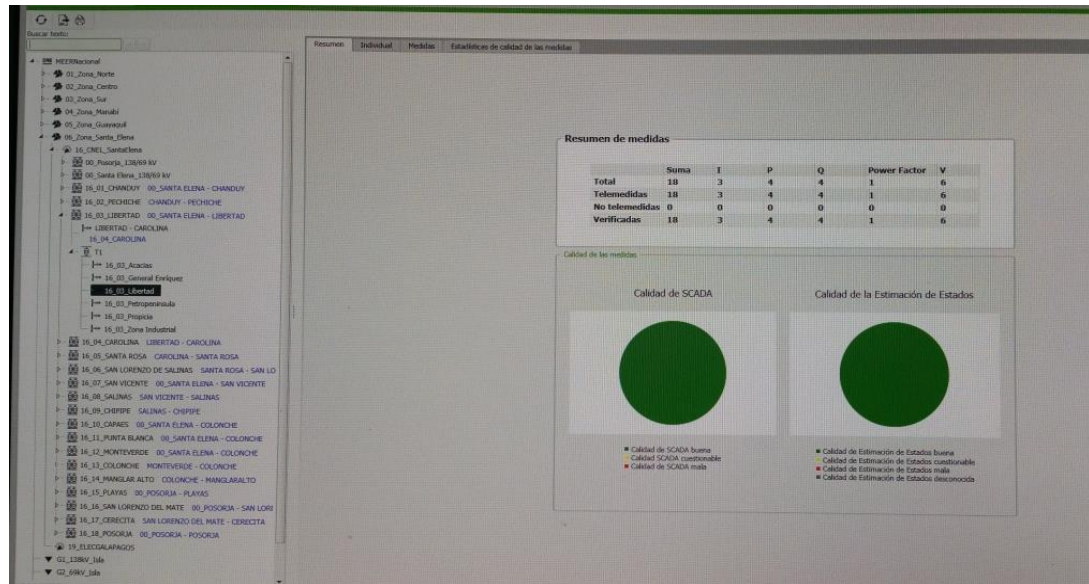 Buscar texto:
MEERNacional
01_Zona_Norte
02_Zona_Centro
03_Zona_Sur
04_Zona_Manabí
05_Zona_Guayaquil
06_Zona_Santa_Elena
16_CNEL_SantaElena
00_Posorja_138/69 kV
00_Santa Elena_138/69 kV
16_01_CHANDUY 00_SANTA ELENA - CHANDUY
16_02_PECHICHE CHANDUY - PECHICHE
16_03_LIBERTAD 00_SANTA ELENA - LIBERTAD
LIBERTAD - CAROLINA
16_04_CAROLINA
T1
16_03_Acacias
16_03_General Enriquez
16_03_Libertad
16_03_Petropeninsula
16_03_Propicia
16_03_Zona Industrial
16_04_CAROLINA LIBERTAD - CAROLINA
16_05_SANTA ROSA CAROLINA - SANTA ROSA
16_06_SAN LORENZO DE SALINAS SANTA ROSA - SAN LO
16_07_SAN VICENTE 00_SANTA ELENA - SAN VICENTE
16_08_SALINAS SAN VICENTE - SALINAS
16_09_CHIPIPE SALINAS - CHIPIPE
16_10_CAPAES 00_SANTA ELENA - COLONCHE
16_11_PUNTA BLANCA 00_SANTA ELENA - COLONCHE
16_12_MONTEVERDE 00_SANTA ELENA - COLONCHE
16_13_COLONCHE MONTEVERDE - COLONCHE
16_14_MANGLAR ALTO COLONCHE - MANGLARALTO
16_15_PLAYAS 00_POSORJA - PLAYAS
16_16_SAN LORENZO DEL MATE 00_POSORJA - SAN LORI
16_17_CERECITA SAN LORENZO DEL MATE - CERECITA
16_18_POSORJA 00_POSORJA - POSORJA
19_ELECGALAPAGOS
G1_138kV_Isla
G2_69kV_Isla
Resumen Individual Medidas Estadísticas de calidad de las medidas
Resumen de medidas
Suma I P Q Power Factor V
Total 18 3 4 4 1 6
Telemedidas 18 3 4 4 1 6
No telemedidas 0 0 0 0 0 0
Verificadas 18 3 4 4 1 6
Calidad de las medidas
Calidad de SCADA
Calidad de SCADA buena
Calidad SCADA cuestionable
Calidad de SCADA mala
Calidad de la Estimación de Estados
Calidad de Estimación de Estados buena
Calidad de Estimación de Estados cuestionable
Calidad de Estimación de Estados mala
Calidad de Estimación de Estados desconocida